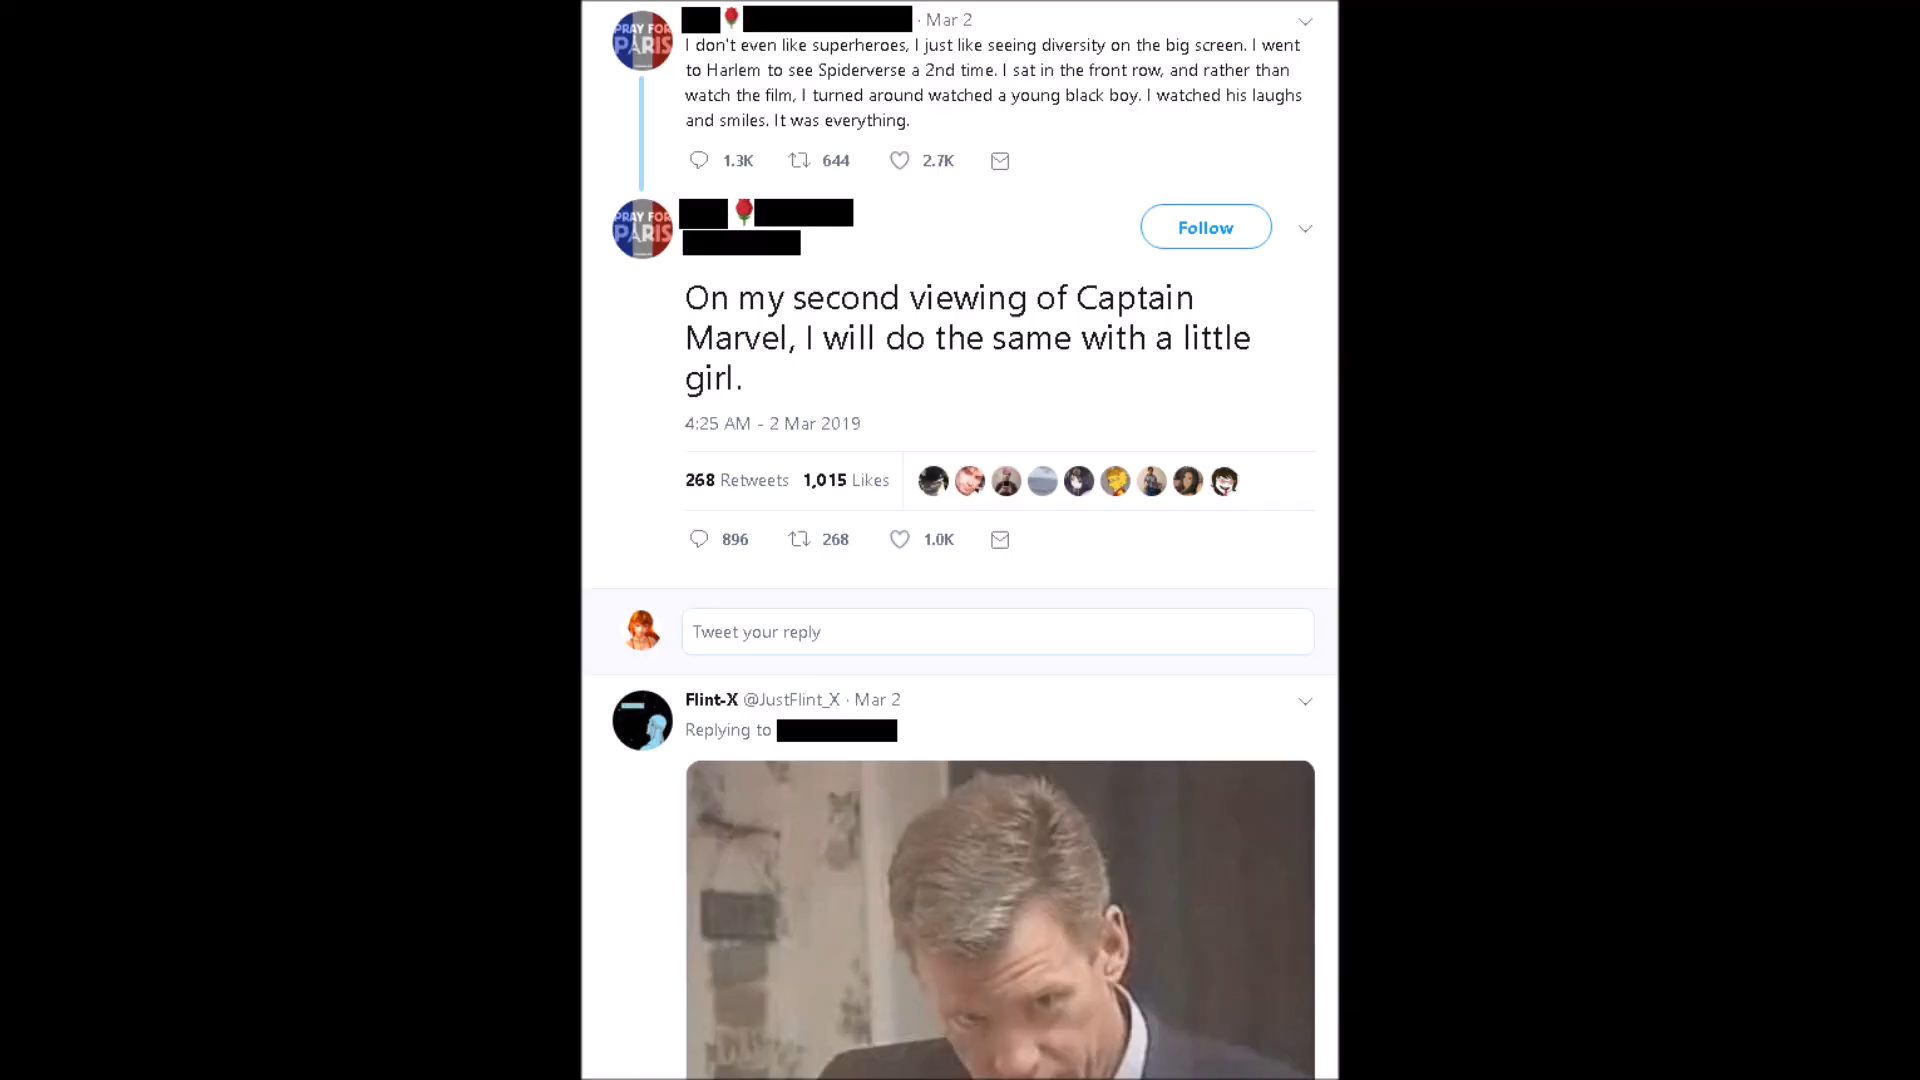 PRAY FOR
PARIS
· Mar 2
I don't even like superheroes, I just like seeing diversity on the big screen. I went
to Harlem to see Spiderverse a 2nd time. I sat in the front row, and rather than
watch the film, I turned around watched a young black boy. I watched his laughs
and smiles. It was everything.
1.3K 644 2.7K
PRAY FOR
PARIS
Follow
On my second viewing of Captain
Marvel, I will do the same with a little
girl.
4:25 AM - 2 Mar 2019
268 Retweets 1,015 Likes
896 268 1.0K
Tweet your reply
Flint-X @JustFlint_X · Mar 2
Replying to